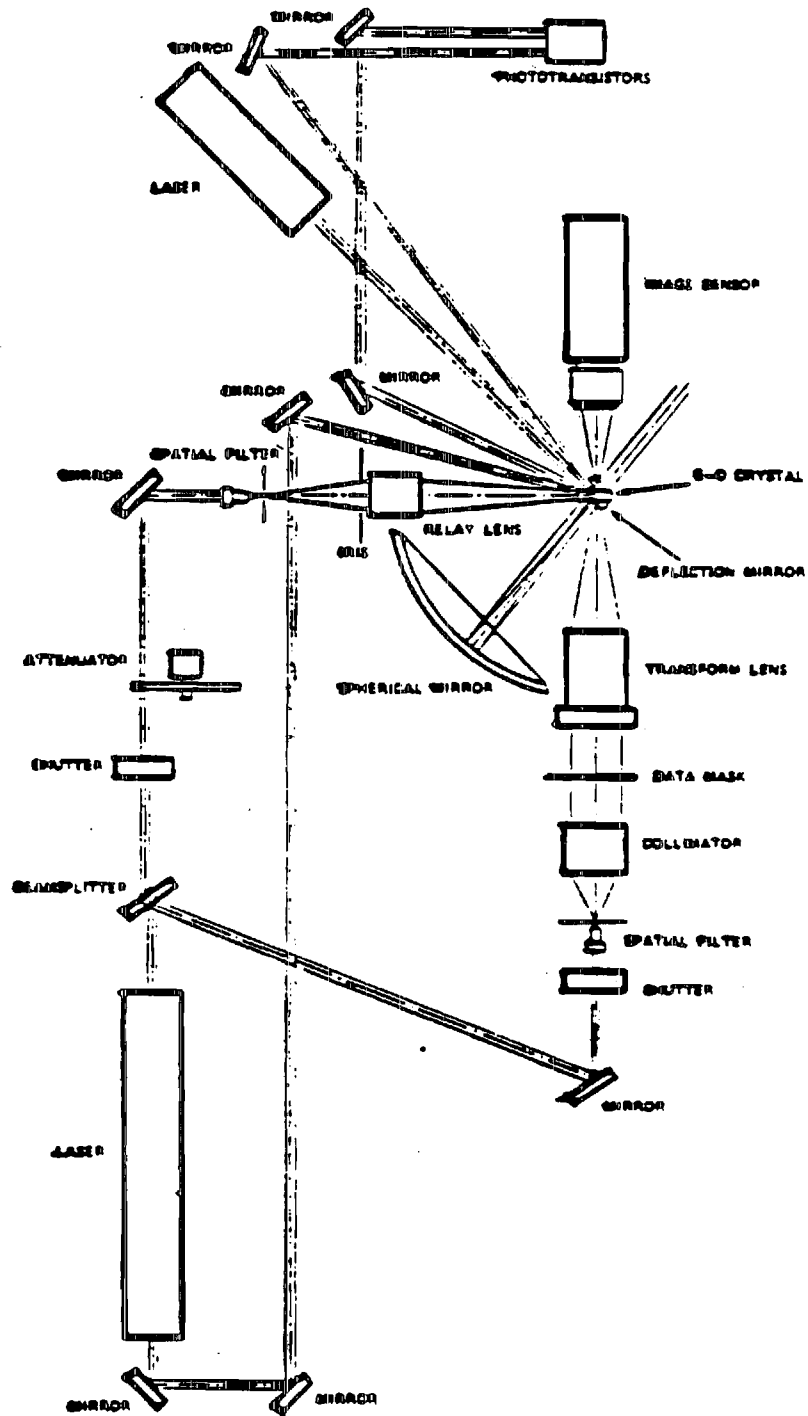 MIRROR
MIRROR
PHOTOTRANSISTORS
LASER
IMAGE SENSOR
MIRROR
MIRROR
SPATIAL FILTER
MIRROR
E-O CRYSTAL
RELAY LENS
IRIS
DEFLECTION MIRROR
ATTENUATOR
TRANSFORM LENS
SPHERICAL MIRROR
SHUTTER
DATA MASK
COLLIMATOR
BEAMSPLITTER
SPATIAL FILTER
SHUTTER
MIRROR
LASER
MIRROR
MIRROR